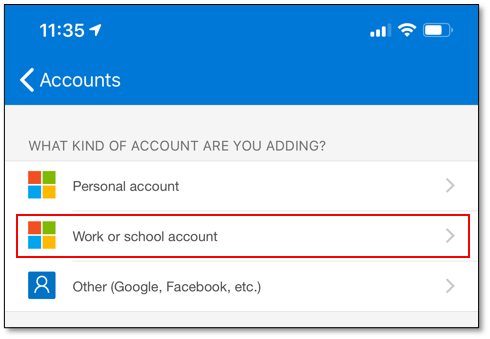 11:35
Accounts
WHAT KIND OF ACCOUNT ARE YOU ADDING?
Personal account
Work or school account
Other (Google, Facebook, etc.)